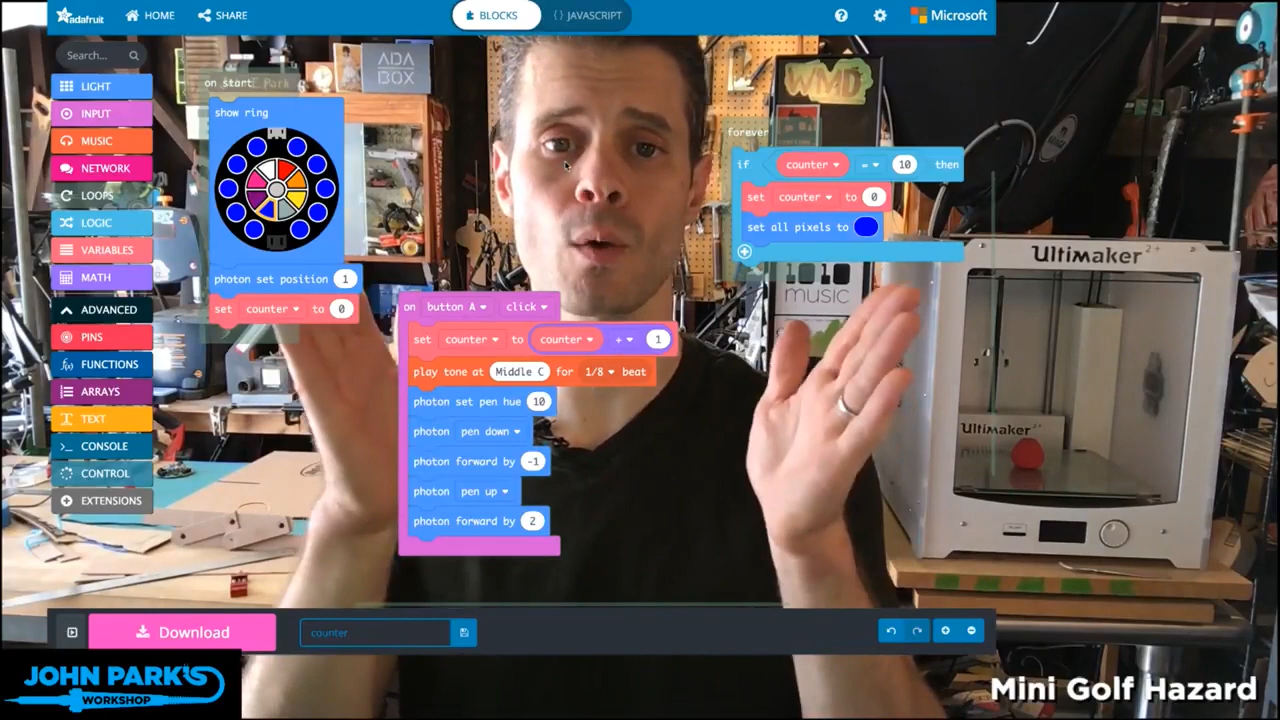 adafruit
HOME
SHARE
BLOCKS
{ } JAVASCRIPT
Microsoft
Search...
LIGHT
INPUT
MUSIC
NETWORK
LOOPS
LOGIC
VARIABLES
MATH
ADVANCED
PINS
FUNCTIONS
ARRAYS
TEXT
CONSOLE
CONTROL
EXTENSIONS
on start
show ring
photon set position 1
set counter to 0
on button A click
set counter to counter + 1
play tone at Middle C for 1/8 beat
photon set pen hue 10
photon pen down
photon forward by -1
photon pen up
photon forward by 2
forever
if counter = 10 then
set counter to 0
set all pixels to
ADA
BOX
WMD
music
Ultimaker 2+
Ultimaker 2+
Download
counter
JOHN PARK'S
WORKSHOP
Mini Golf Hazard